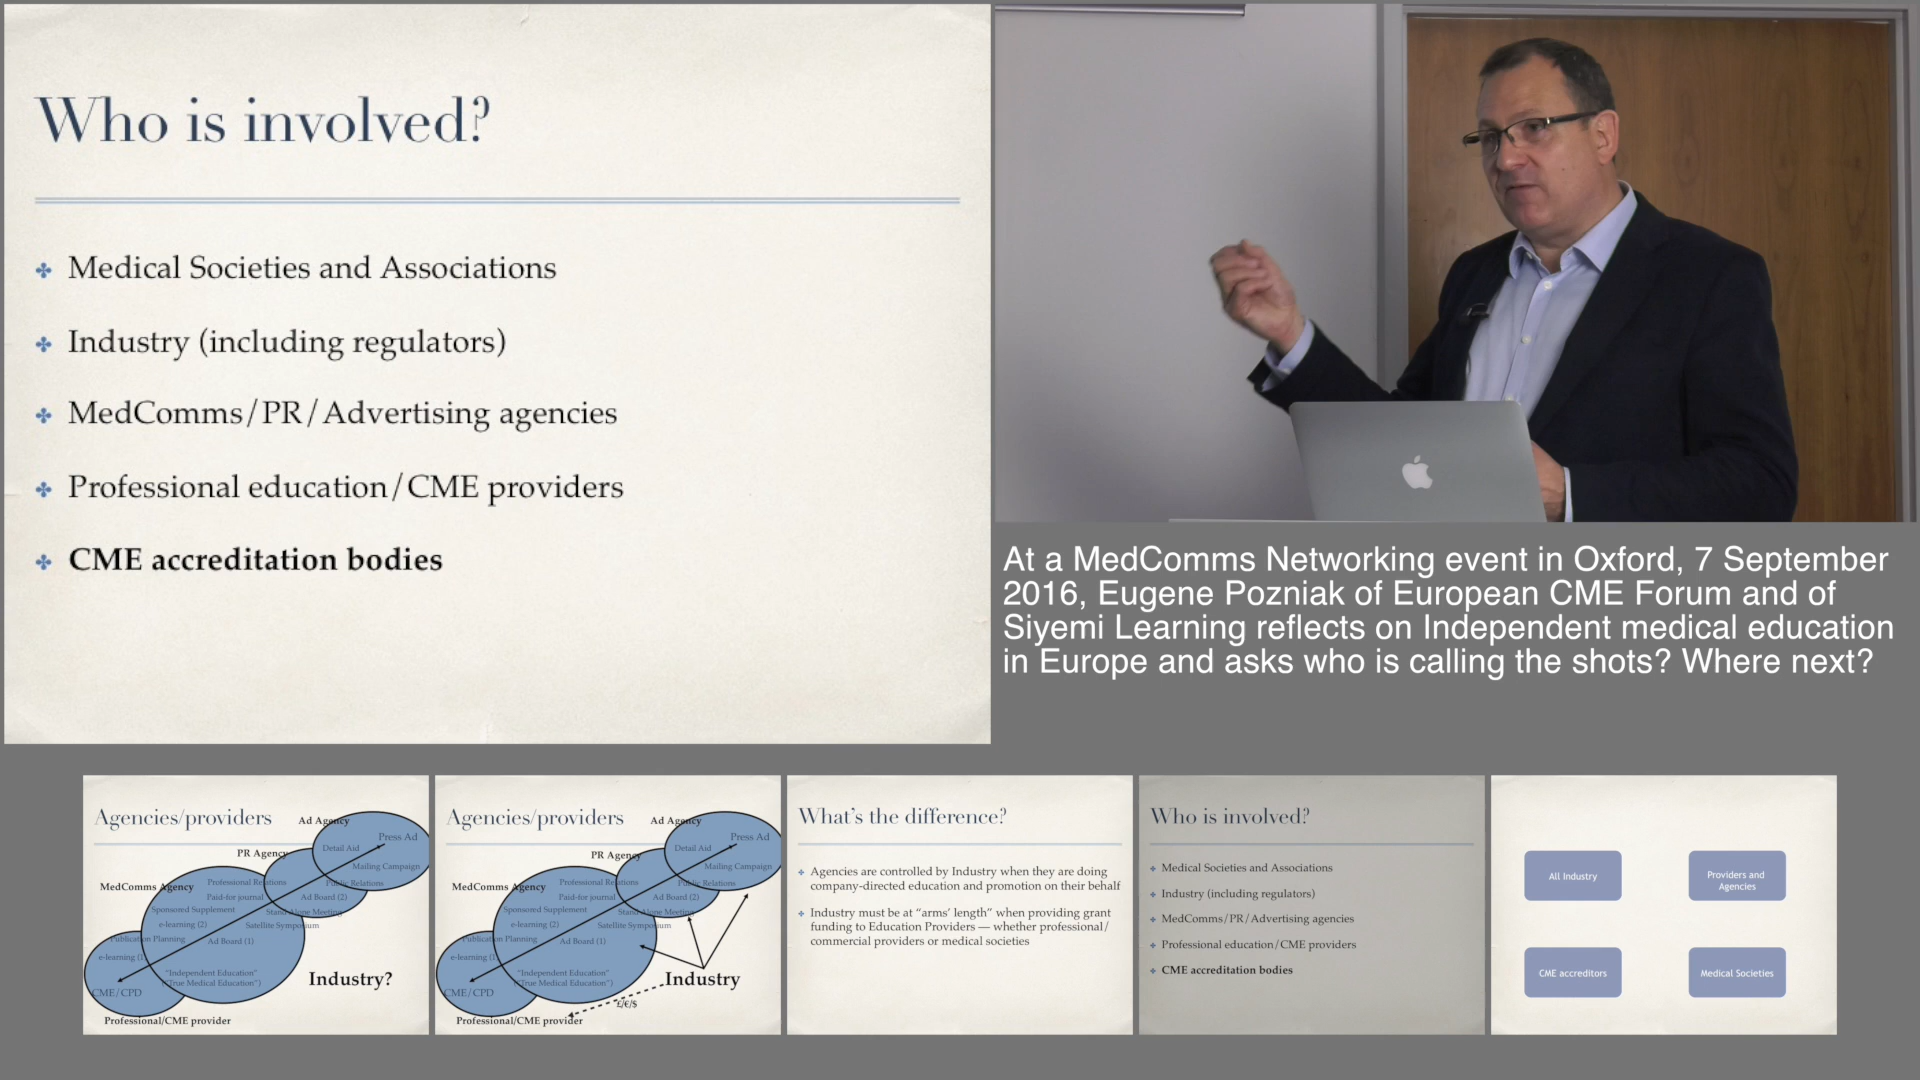 Who is involved?
Medical Societies and Associations
Industry (including regulators)
MedComms/PR/Advertising agencies
Professional education/CME providers
CME accreditation bodies
At a MedComms Networking event in Oxford, 7 September
2016, Eugene Pozniak of European CME Forum and of
Siyemi Learning reflects on Independent medical education
in Europe and asks who is calling the shots? Where next?
Agencies/providers
Ad Agency
Press Ad
Detail Aid
PR Agency
Mailing Campaign
MedComms Agency
Professional Relations
Public Relations
Paid-for journal
Ad Board (2)
Sponsored Supplement
Stand Alone Meeting
e-learning (2)
Satellite Symposium
Publication Planning
Ad Board (1)
e-learning (1)
"Independent Education"
("True Medical Education")
Industry?
CME/CPD
Professional/CME provider
Agencies/providers
Ad Agency
Press Ad
Detail Aid
PR Agency
Mailing Campaign
MedComms Agency
Professional Relations
Public Relations
Paid-for journal
Ad Board (2)
Sponsored Supplement
Stand Alone Meeting
e-learning (2)
Satellite Symposium
Publication Planning
Ad Board (1)
e-learning (1)
"Independent Education"
("True Medical Education")
Industry
CME/CPD
£/€/$
Professional/CME provider
What's the difference?
Agencies are controlled by Industry when they are doing
company-directed education and promotion on their behalf
Industry must be at "arms' length" when providing grant
funding to Education Providers — whether professional/
commercial providers or medical societies
Who is involved?
Medical Societies and Associations
Industry (including regulators)
MedComms/PR/Advertising agencies
Professional education/CME providers
CME accreditation bodies
All Industry
Providers and
Agencies
CME accreditors
Medical Societies